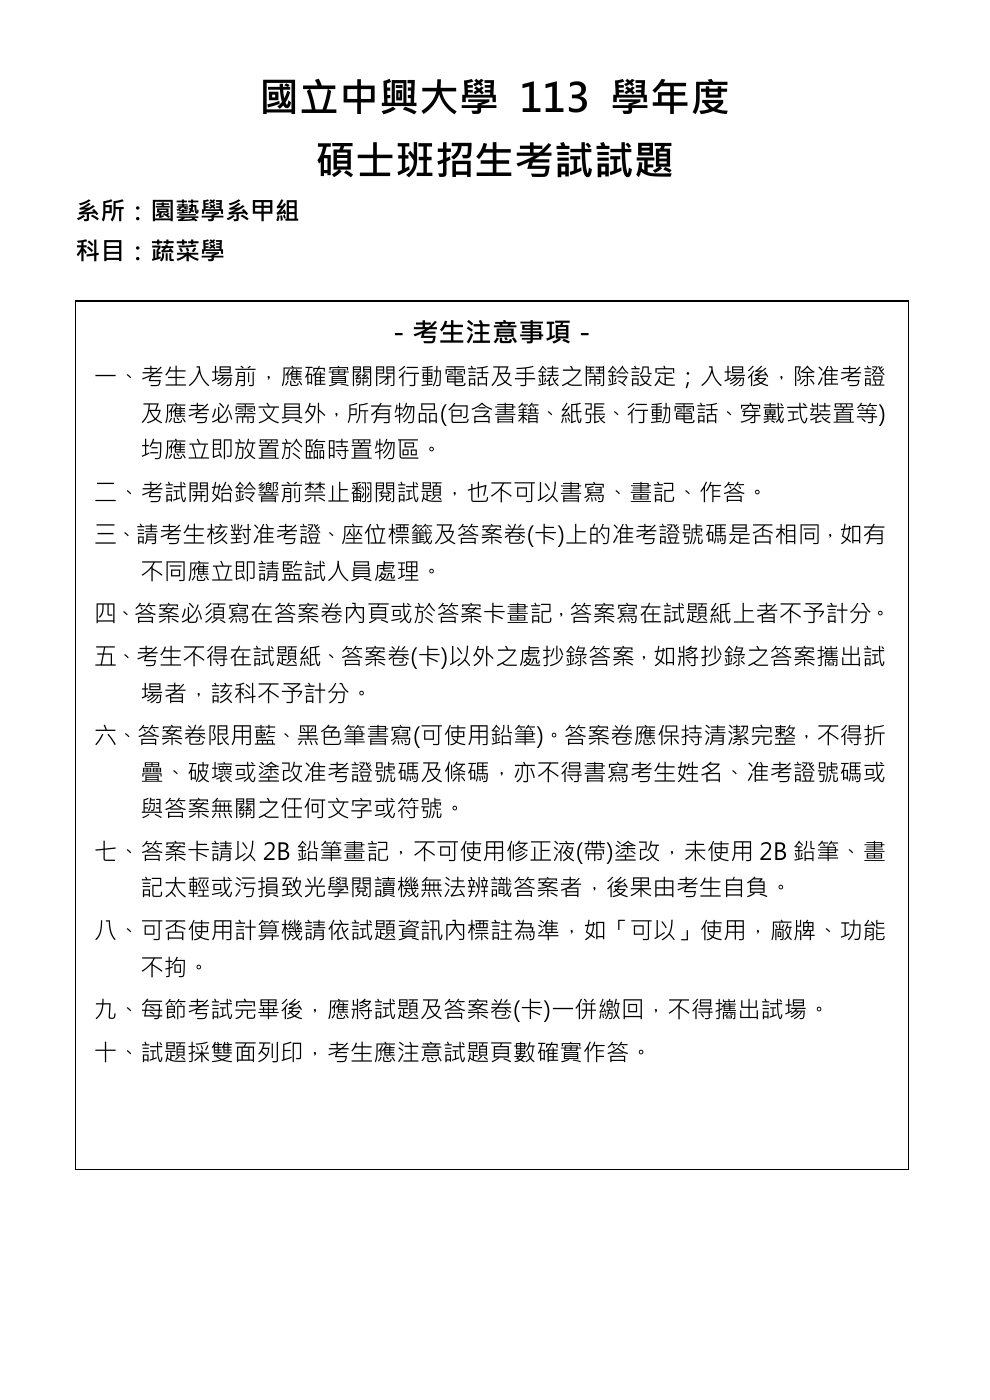 國立中興大學 113 學年度
碩士班招生考試試題
系所：園藝學系甲組
科目：蔬菜學
- 考生注意事項 -
一、考生入場前，應確實關閉行動電話及手錶之鬧鈴設定；入場後，除准考證
及應考必需文具外，所有物品(包含書籍、紙張、行動電話、穿戴式裝置等)
均應立即放置於臨時置物區。
二、考試開始鈴響前禁止翻閱試題，也不可以書寫、畫記、作答。
三、請考生核對准考證、座位標籤及答案卷(卡)上的准考證號碼是否相同，如有
不同應立即請監試人員處理。
四、答案必須寫在答案卷內頁或於答案卡畫記，答案寫在試題紙上者不予計分。
五、考生不得在試題紙、答案卷(卡)以外之處抄錄答案，如將抄錄之答案攜出試
場者，該科不予計分。
六、答案卷限用藍、黑色筆書寫(可使用鉛筆)。答案卷應保持清潔完整，不得折
疊、破壞或塗改准考證號碼及條碼，亦不得書寫考生姓名、准考證號碼或
與答案無關之任何文字或符號。
七、答案卡請以 2B 鉛筆畫記，不可使用修正液(帶)塗改，未使用 2B 鉛筆、畫
記太輕或污損致光學閱讀機無法辨識答案者，後果由考生自負。
八、可否使用計算機請依試題資訊內標註為準，如「可以」使用，廠牌、功能
不拘。
九、每節考試完畢後，應將試題及答案卷(卡)一併繳回，不得攜出試場。
十、試題採雙面列印，考生應注意試題頁數確實作答。